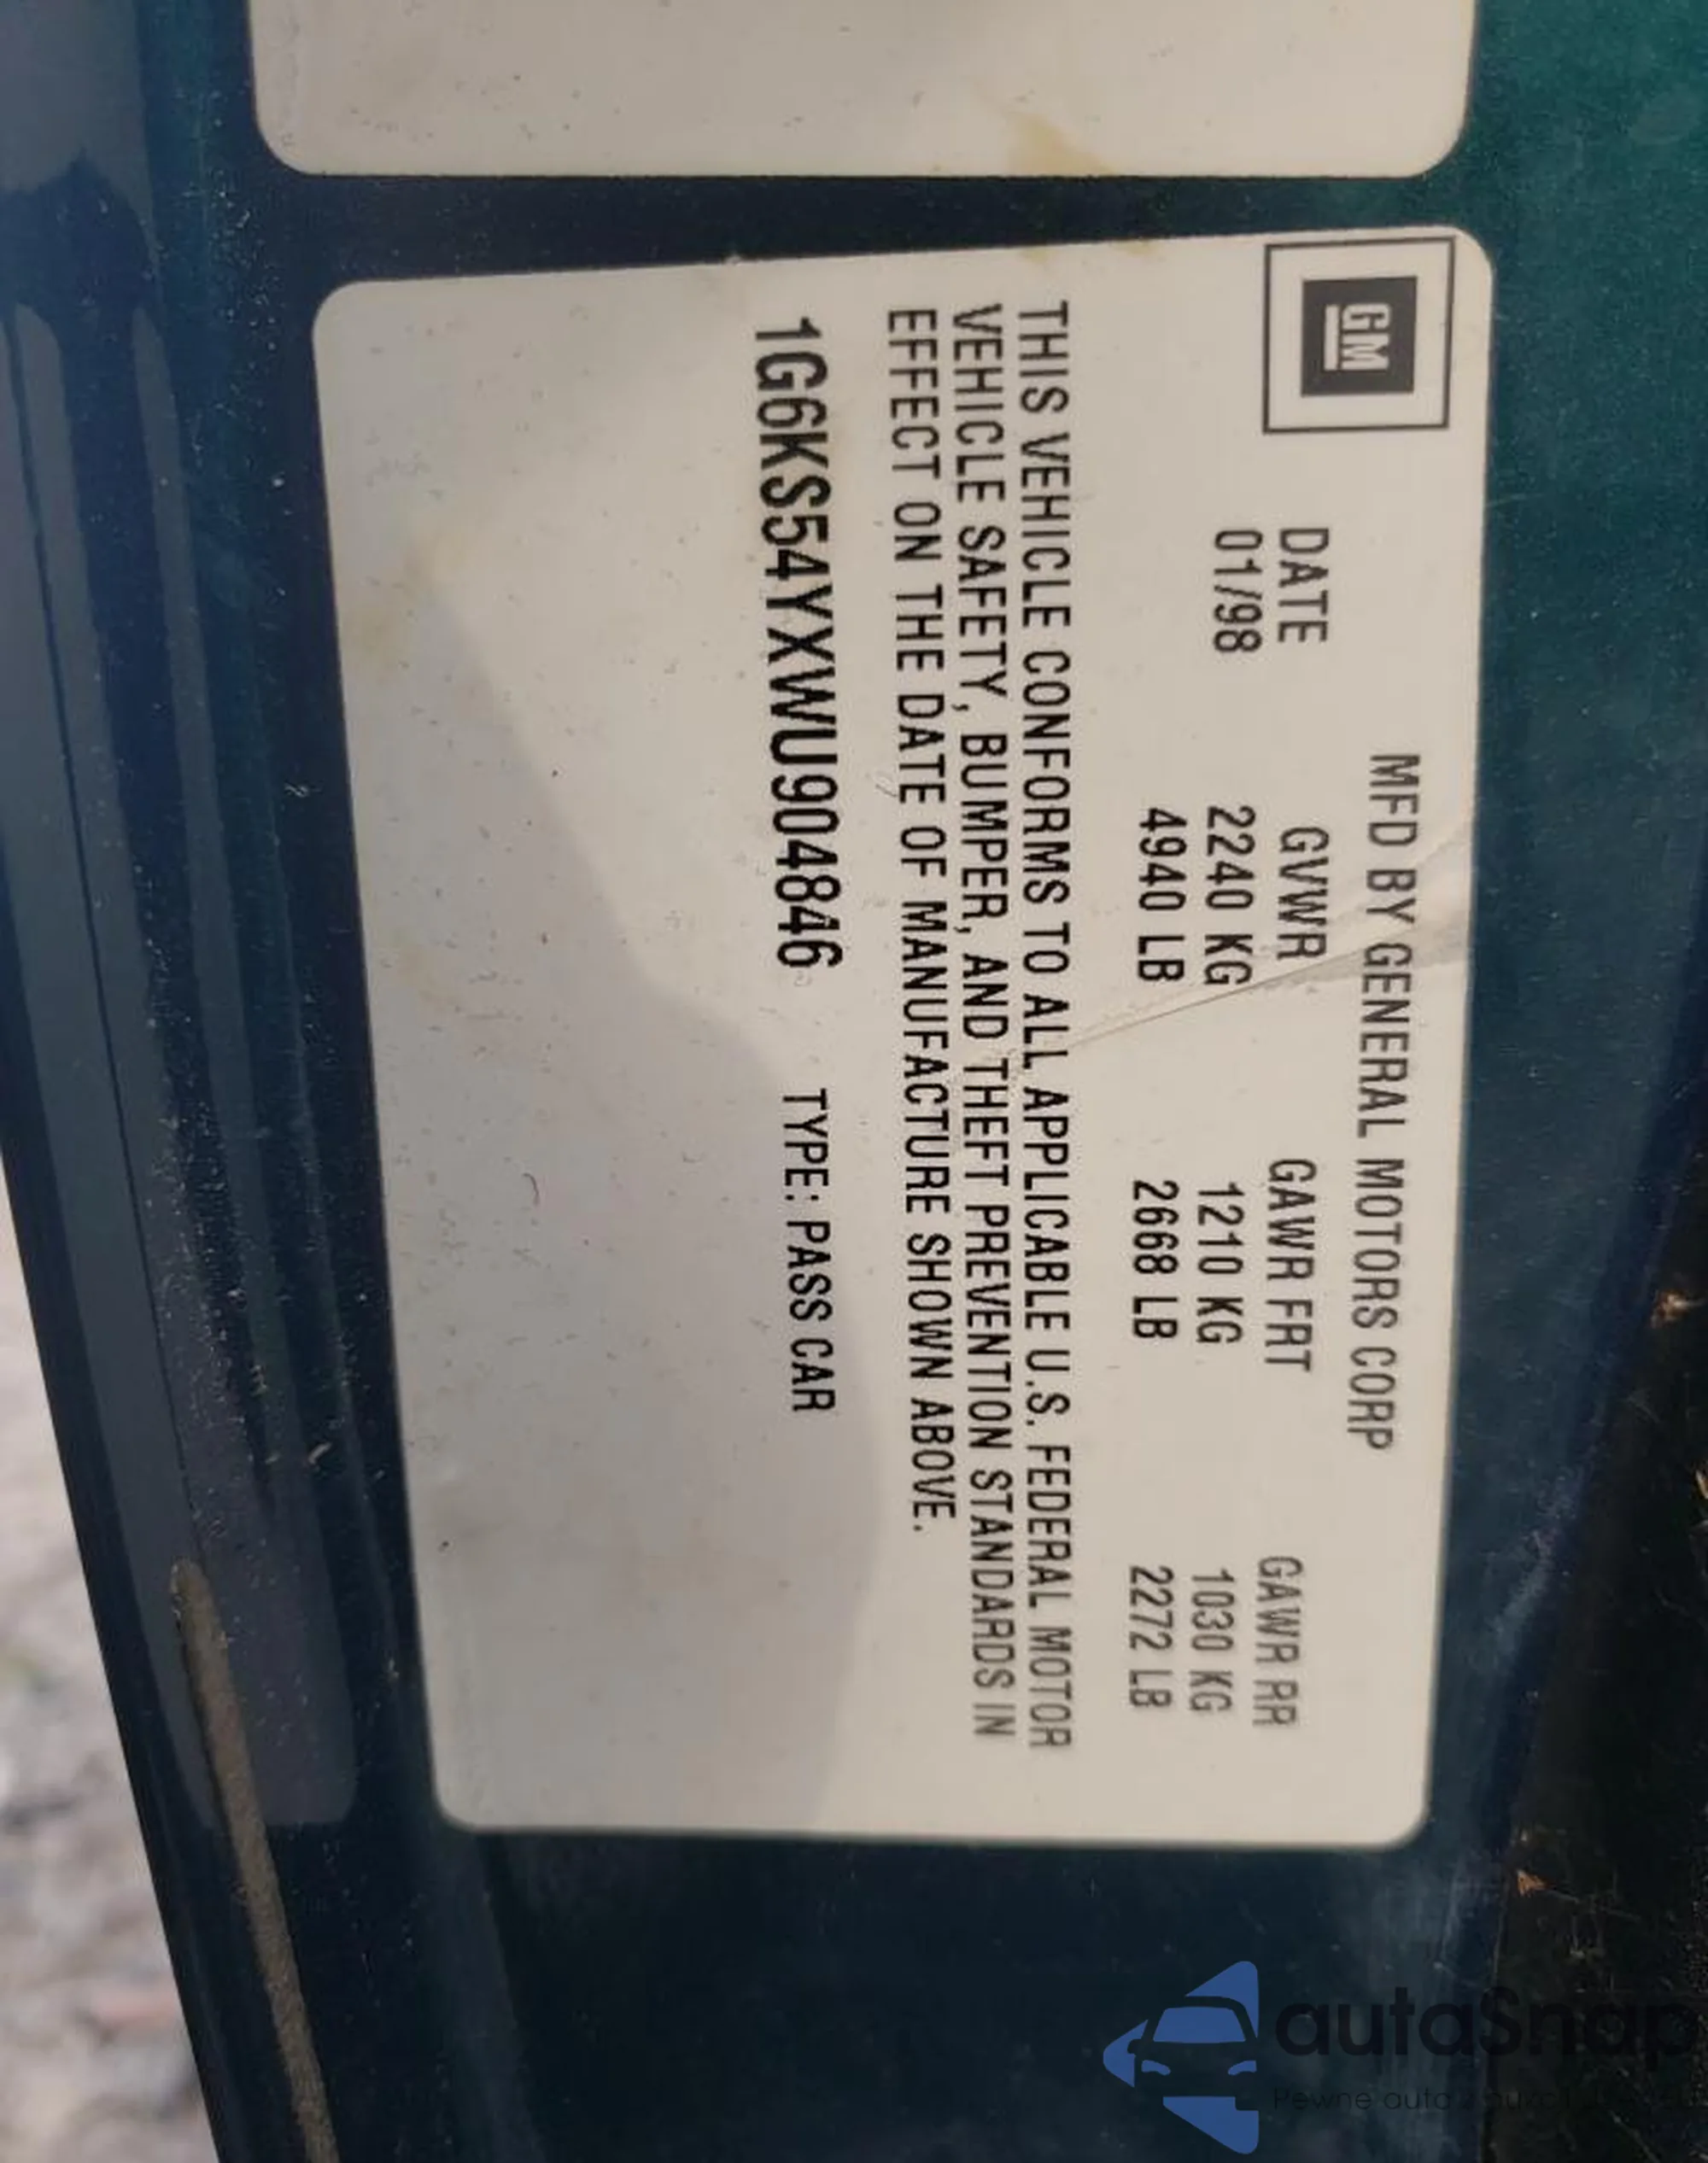 GM
MFD BY GENERAL MOTORS CORP
DATE GVWR GAWR FRT GAWR RR
01/98 2240 KG 1210 KG 1030 KG
4940 LB 2668 LB 2272 LB
THIS VEHICLE CONFORMS TO ALL APPLICABLE U.S. FEDERAL MOTOR
VEHICLE SAFETY, BUMPER, AND THEFT PREVENTION STANDARDS IN
EFFECT ON THE DATE OF MANUFACTURE SHOWN ABOVE.
1G6KS54YXWU904846 TYPE: PASS CAR
autaSnap
Pewne auta z